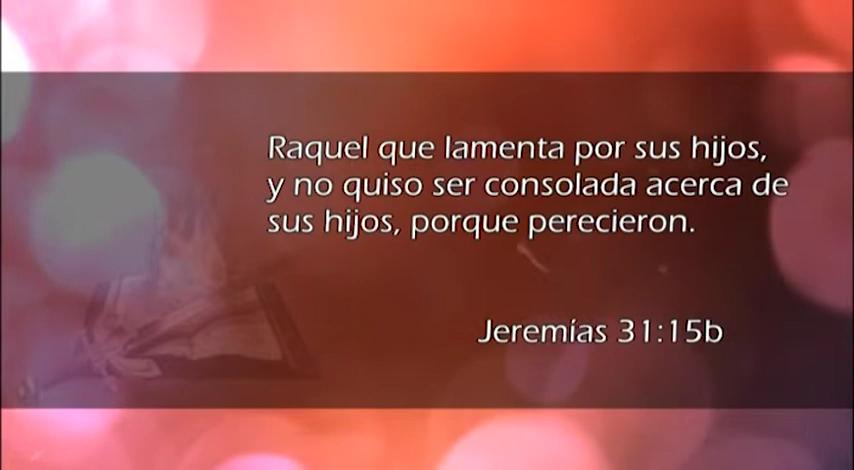 Raquel que lamenta por sus hijos,
y no quiso ser consolada acerca de
sus hijos, porque perecieron.
Jeremías 31:15b